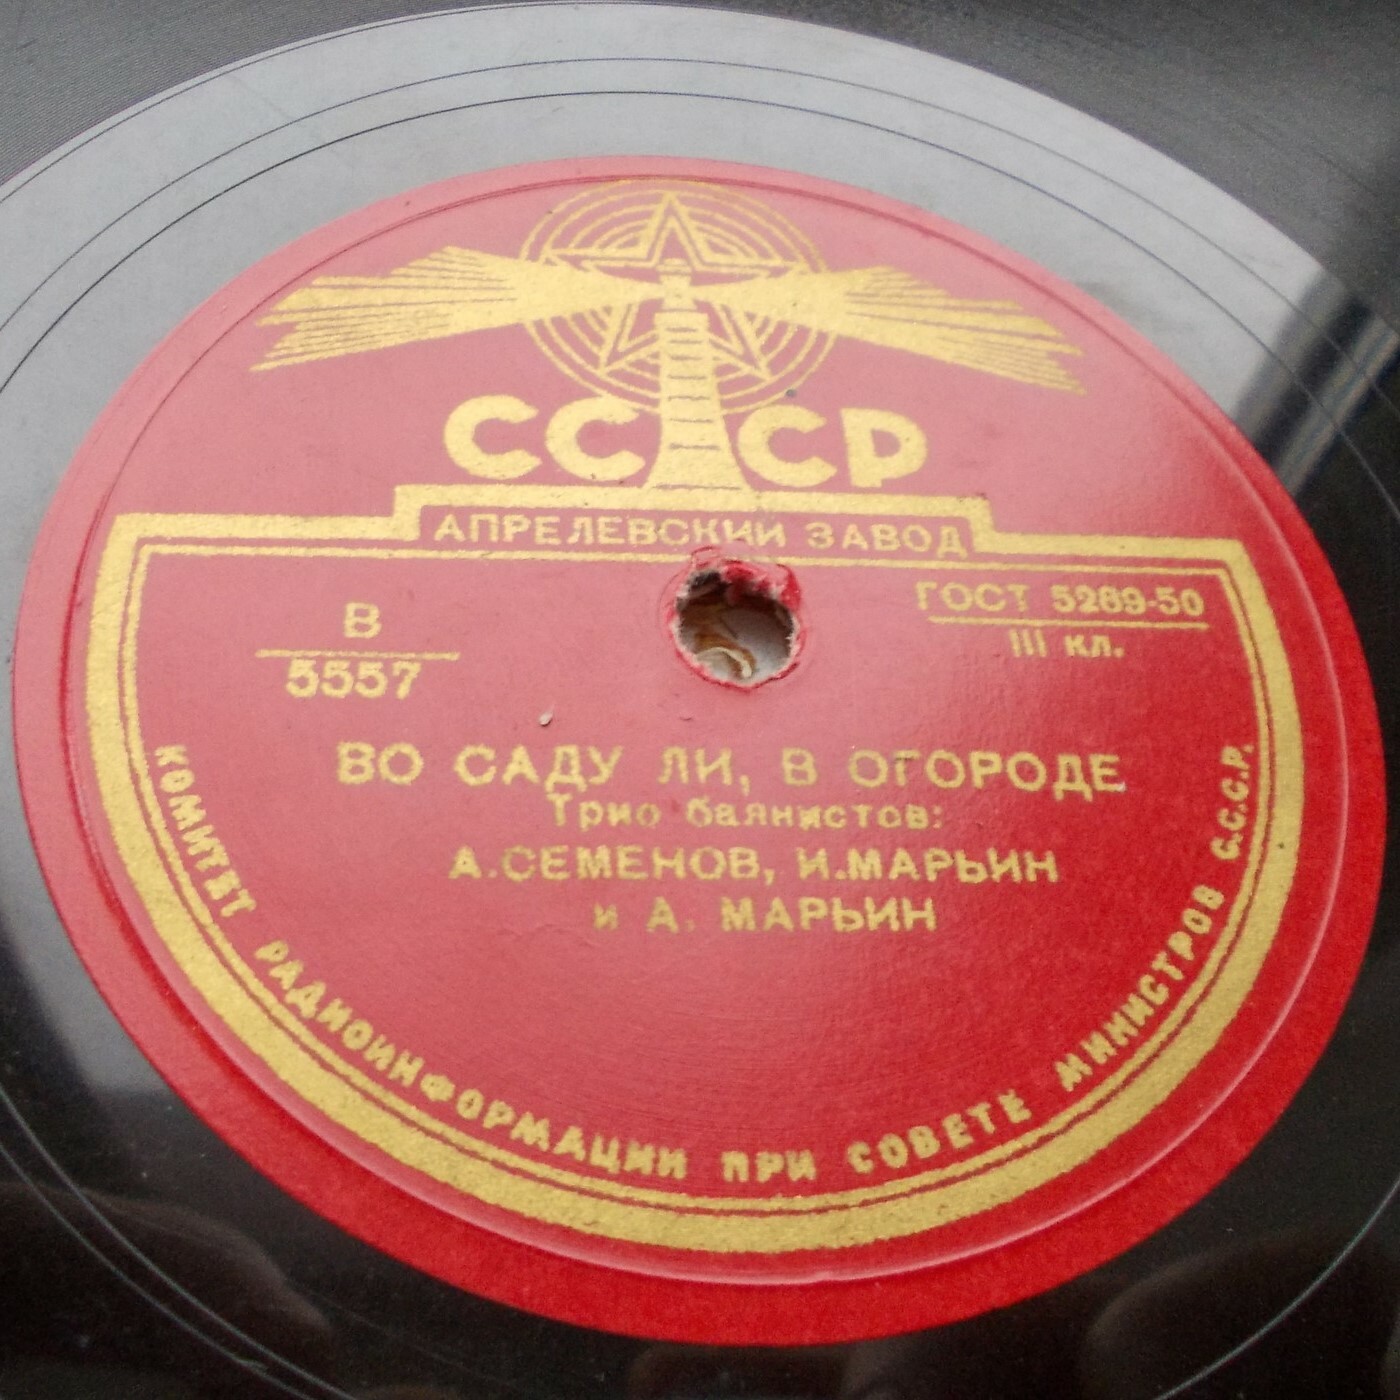 СССР
АПРЕЛЕВСКИЙ ЗАВОД
В
5557
ГОСТ 5289-50
III кл.
ВО САДУ ЛИ, В ОГОРОДЕ
Трио баянистов:
А.СЕМЕНОВ, И.МАРЬИН
и А. МАРЬИН
КОМИТЕТ РАДИОИНФОРМАЦИИ ПРИ СОВЕТЕ МИНИСТРОВ С.С.С.Р.